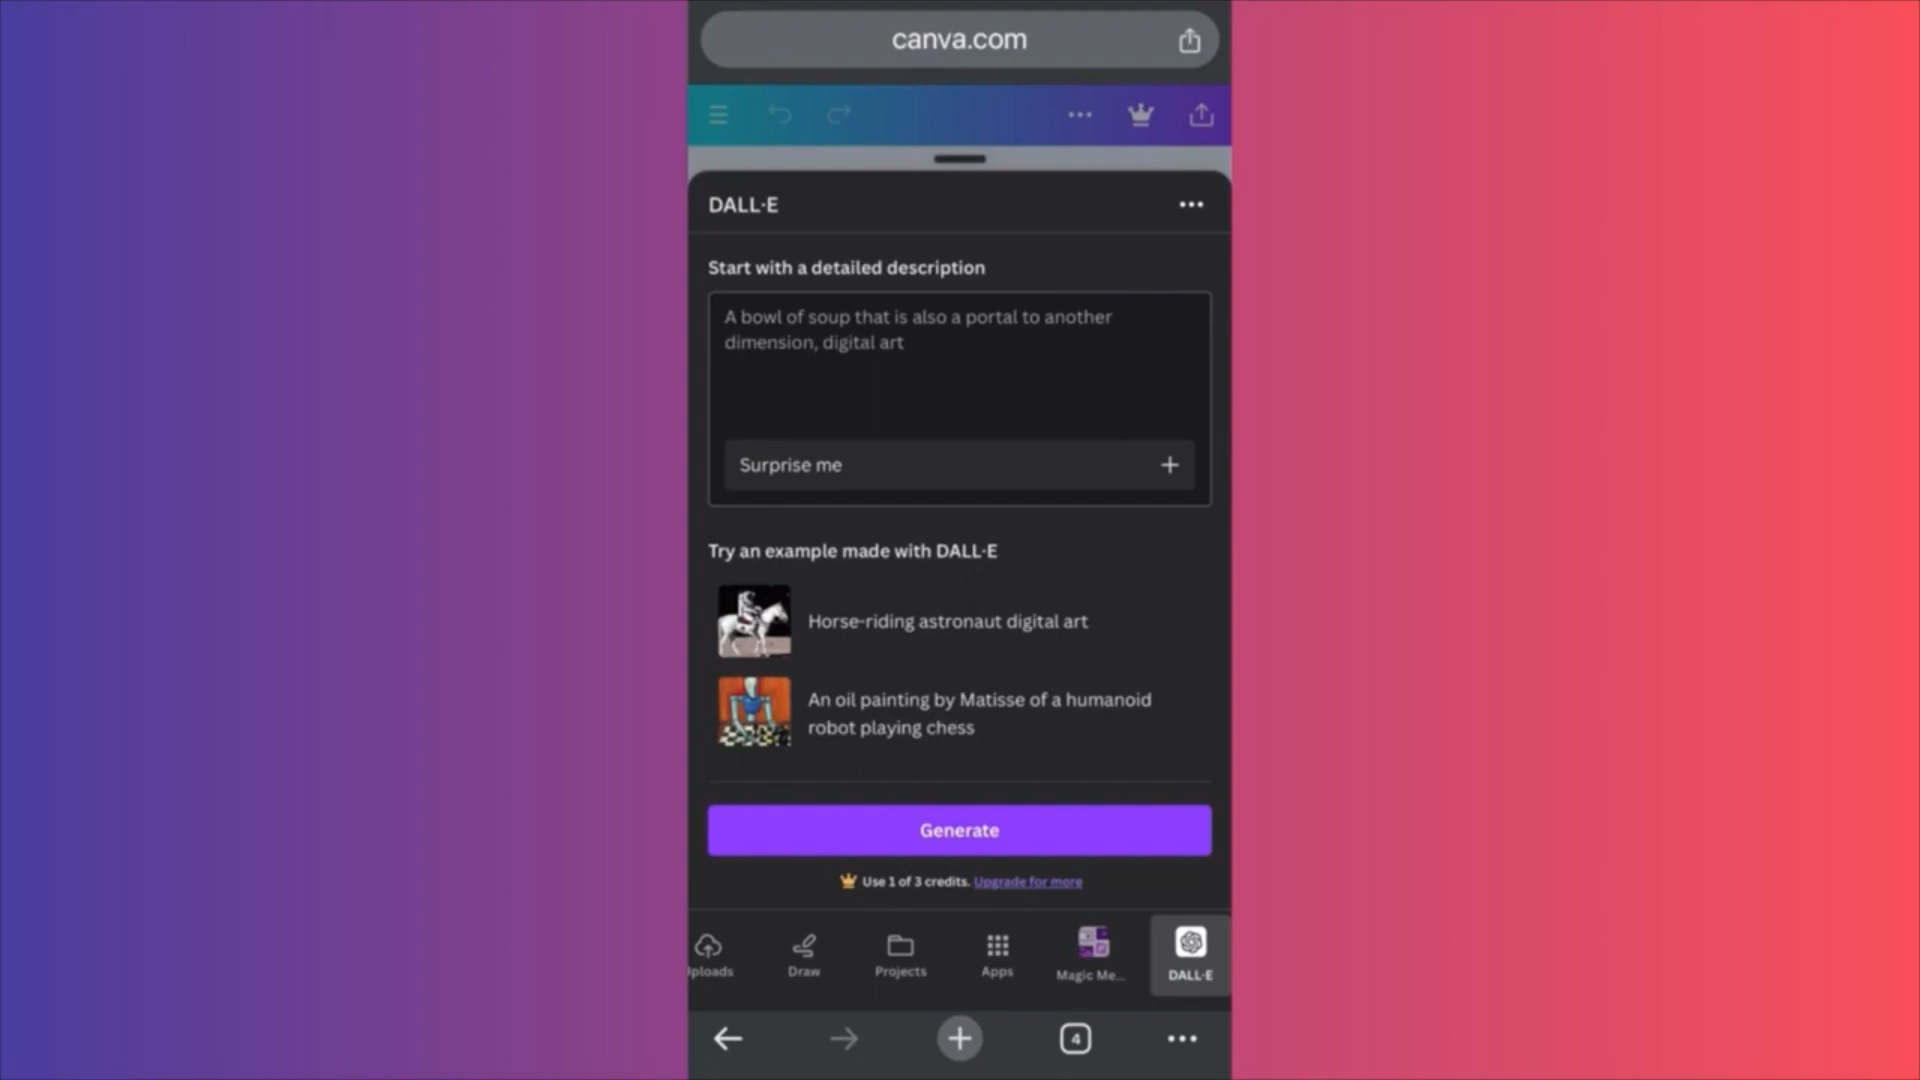 canva.com
DALL·E
Start with a detailed description
A bowl of soup that is also a portal to another
dimension, digital art
Surprise me
Try an example made with DALL·E
Horse-riding astronaut digital art
An oil painting by Matisse of a humanoid
robot playing chess
Generate
Use 1 of 3 credits. Upgrade for more
Uploads Draw Projects Apps Magic Me... DALL·E
4